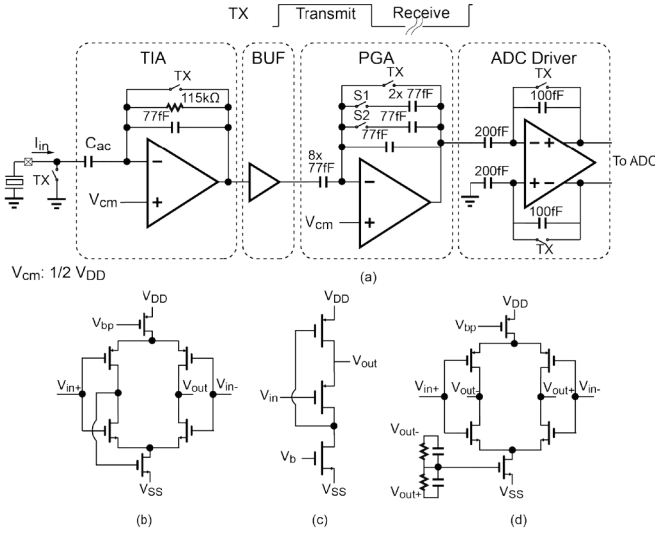 TX Transmit Receive
TIA
BUF
PGA
ADC Driver
TX
115kΩ
77fF
TX
2x 77fF
S1
S2
77fF
77fF
TX
100fF
I_in
C_ac
TX
V_cm
8x
77fF
V_cm
200fF
200fF
To ADC
100fF
TX
V_cm: 1/2 V_DD
(a)
V_DD
V_bp
V_in+
V_out
V_in-
V_SS
(b)
V_DD
V_out
V_in
V_b
V_SS
(c)
V_DD
V_bp
V_in+
V_out-
V_out+
V_in-
V_out-
V_out+
V_SS
(d)